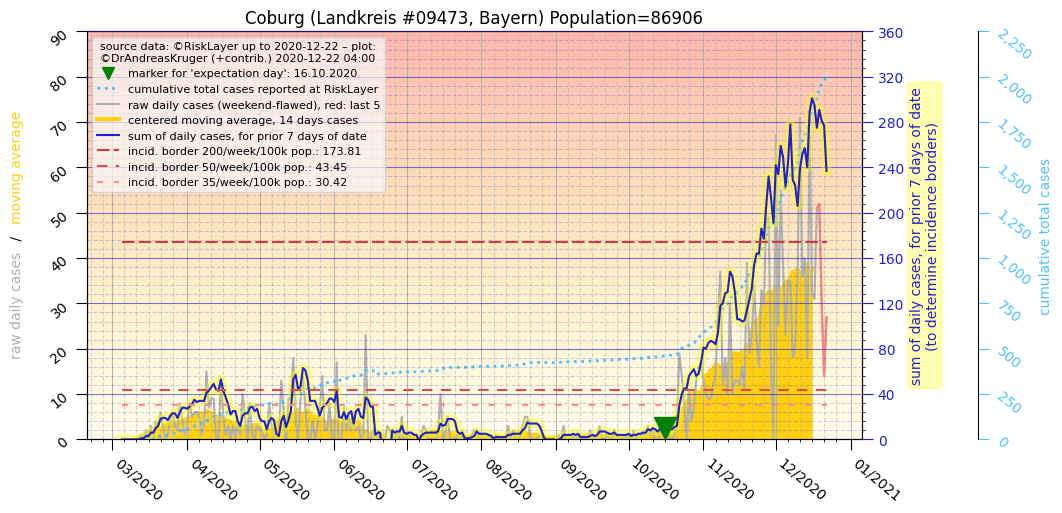 Coburg (Landkreis #09473, Bayern) Population=86906
source data: ©RiskLayer up to 2020-12-22 – plot:
©DrAndreasKruger (+contrib.) 2020-12-22 04:00
marker for 'expectation day': 16.10.2020
cumulative total cases reported at RiskLayer
raw daily cases (weekend-flawed), red: last 5
centered moving average, 14 days cases
sum of daily cases, for prior 7 days of date
incid. border 200/week/100k pop.: 173.81
incid. border 50/week/100k pop.: 43.45
incid. border 35/week/100k pop.: 30.42
raw daily cases / moving average
90
80
70
60
50
40
30
20
10
0
03/2020
04/2020
05/2020
06/2020
07/2020
08/2020
09/2020
10/2020
11/2020
12/2020
01/2021
360
320
280
240
200
160
120
80
40
0
sum of daily cases, for prior 7 days of date
(to determine incidence borders)
2,250
2,000
1,750
1,500
1,250
1,000
750
500
250
0
cumulative total cases